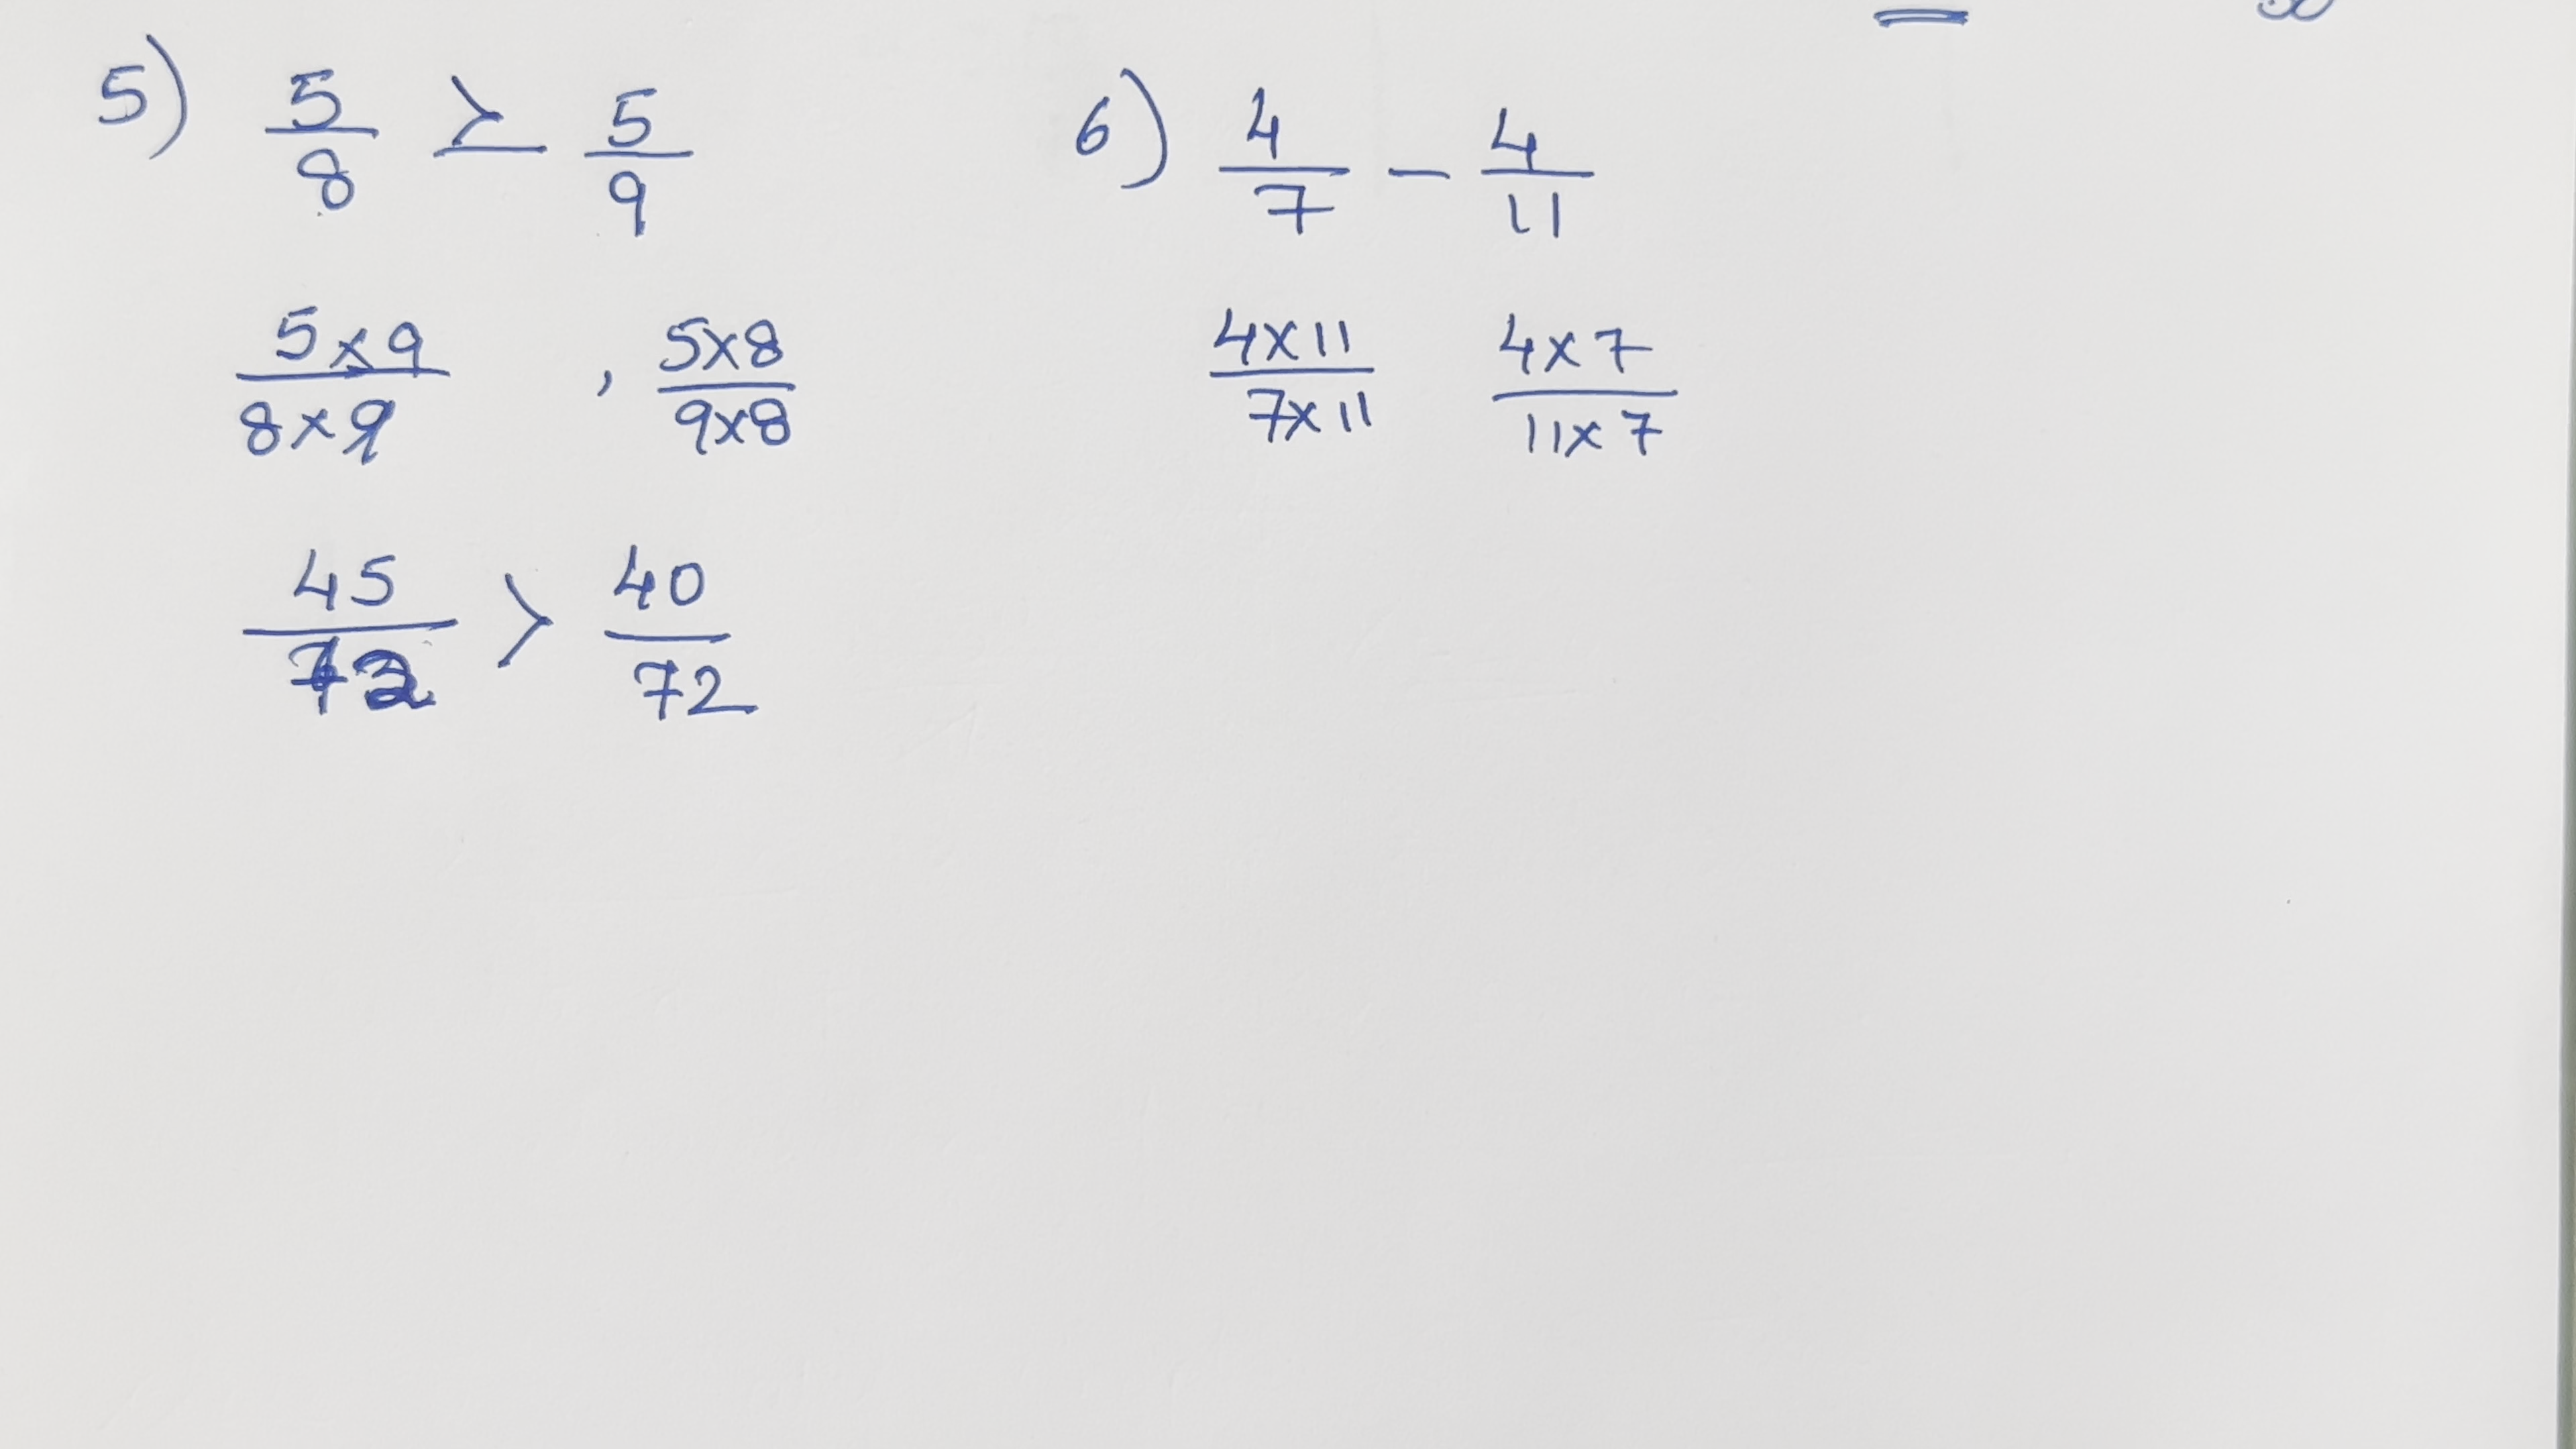 5) 5/8 > 5/9
5×9/8×9 , 5×8/9×8
45/72 > 40/72
6) 4/7 _ 4/11
4×11/7×11 4×7/11×7